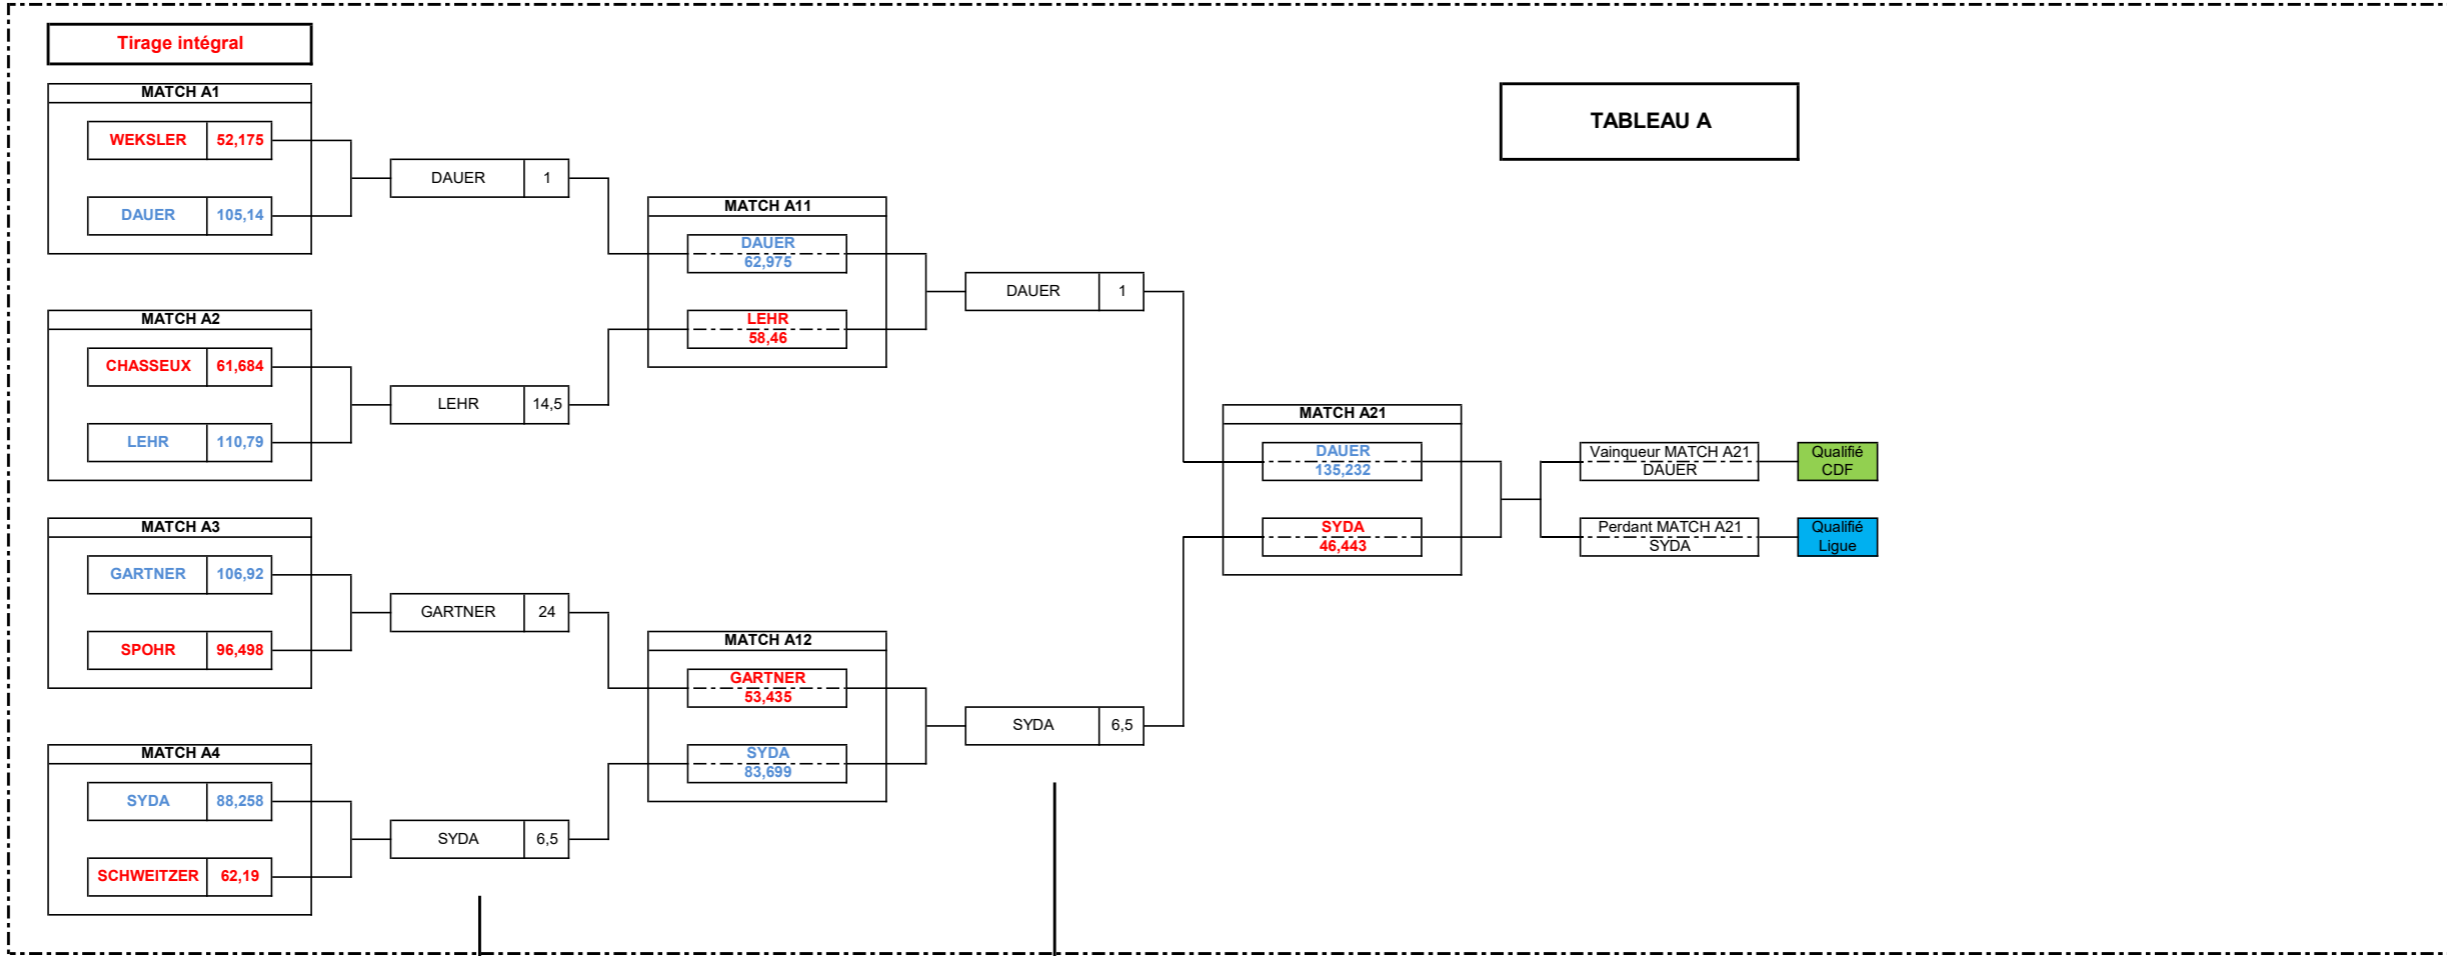 Tirage intégral
TABLEAU A
MATCH A1
WEKSLER 52,175
DAUER 105,14
DAUER 1
MATCH A2
CHASSEUX 61,684
LEHR 110,79
LEHR 14,5
MATCH A3
GARTNER 106,92
SPOHR 96,498
GARTNER 24
MATCH A4
SYDA 88,258
SCHWEITZER 62,19
SYDA 6,5
MATCH A11
DAUER
62,975
LEHR
58,46
DAUER 1
MATCH A12
GARTNER
53,435
SYDA
83,699
SYDA 6,5
MATCH A21
DAUER
135,232
SYDA
46,443
Vainqueur MATCH A21
DAUER
Qualifié
CDF
Perdant MATCH A21
SYDA
Qualifié
Ligue